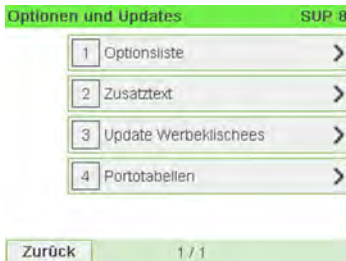 Optionen und Updates SUP 8
1 Optionsliste
2 Zusatztext
3 Update Werbeklischees
4 Portotabellen
Zurück 1 / 1